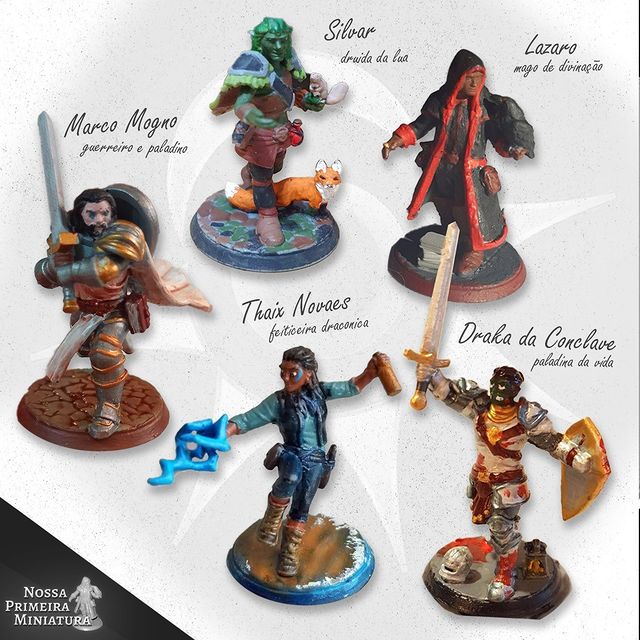 Silvar
druida da lua
Lazaro
mago de divinação
Marco Mogno
guerreiro e paladino
Thaix Novaes
feiticeira draconica
Draka da Conclave
paladina da vida
Nossa
Primeira
Miniatura